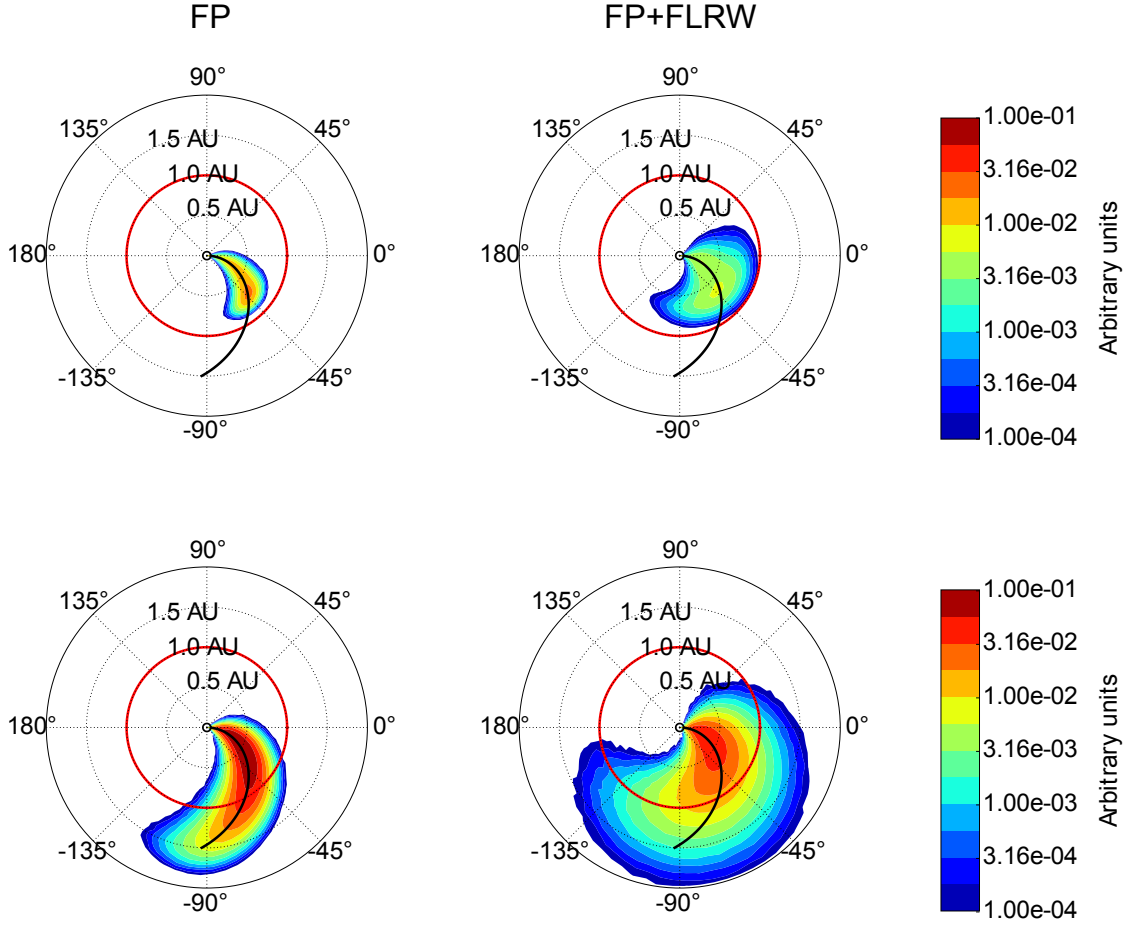 FP
FP+FLRW
90°
135°
45°
1.5 AU
1.0 AU
0.5 AU
180°
0°
-135°
-45°
-90°
90°
135°
45°
1.5 AU
1.0 AU
0.5 AU
180°
0°
-135°
-45°
-90°
1.00e-01
3.16e-02
1.00e-02
3.16e-03
1.00e-03
3.16e-04
1.00e-04
Arbitrary units
90°
135°
45°
1.5 AU
1.0 AU
0.5 AU
180°
0°
-135°
-45°
-90°
90°
135°
45°
1.5 AU
1.0 AU
0.5 AU
180°
0°
-135°
-45°
-90°
1.00e-01
3.16e-02
1.00e-02
3.16e-03
1.00e-03
3.16e-04
1.00e-04
Arbitrary units